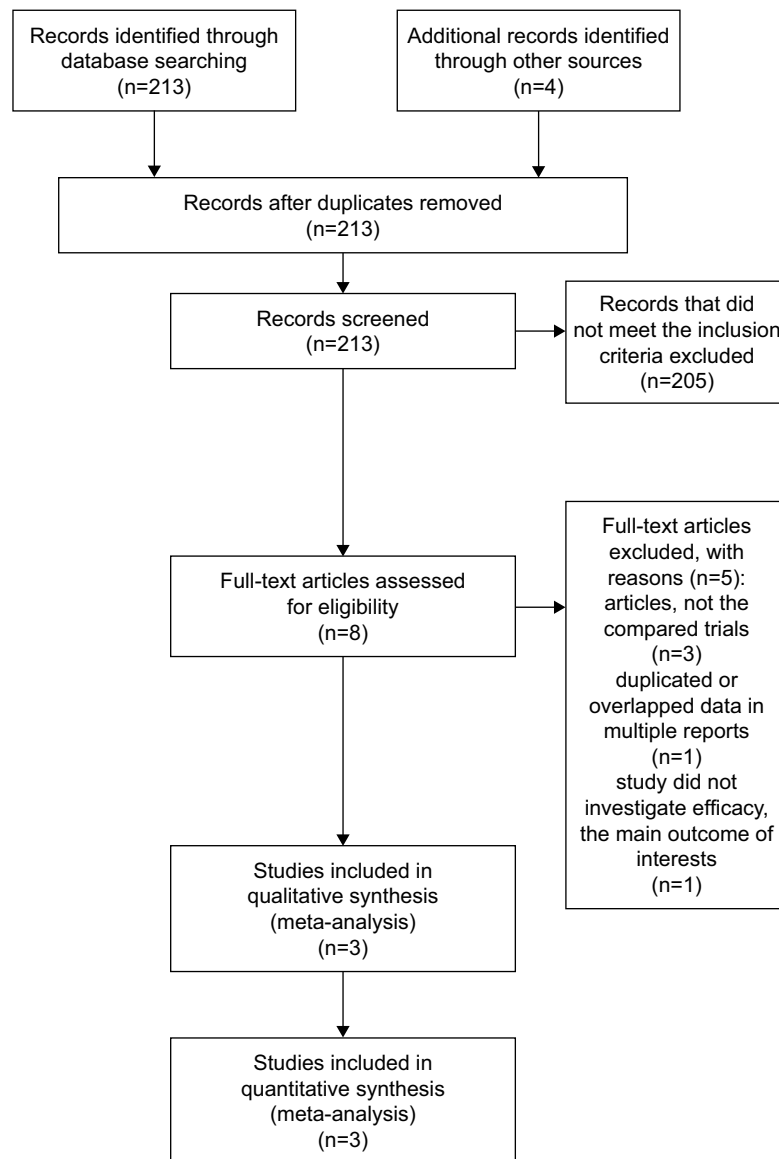 Records identified through
database searching
(n=213)
Additional records identified
through other sources
(n=4)
Records after duplicates removed
(n=213)
Records screened
(n=213)
Records that did
not meet the inclusion
criteria excluded
(n=205)
Full-text articles assessed
for eligibility
(n=8)
Full-text articles
excluded, with
reasons (n=5):
articles, not the
compared trials
(n=3)
duplicated or
overlapped data in
multiple reports
(n=1)
study did not
investigate efficacy,
the main outcome of
interests
(n=1)
Studies included in
qualitative synthesis
(meta-analysis)
(n=3)
Studies included in
quantitative synthesis
(meta-analysis)
(n=3)